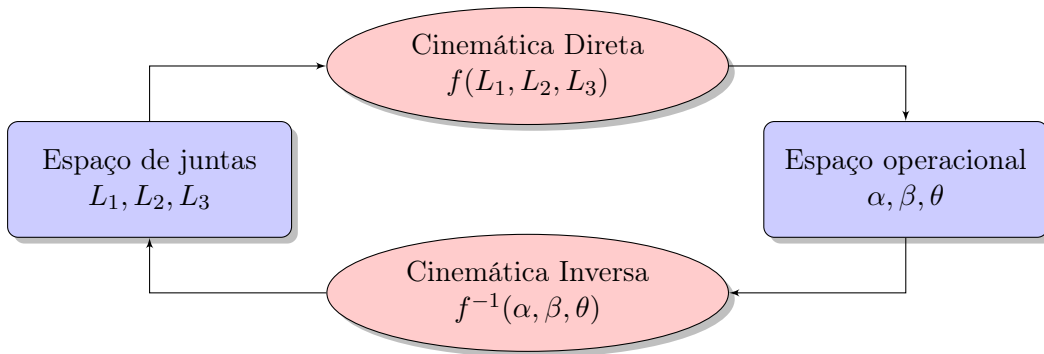 Cinemática Direta
f(L₁, L₂, L₃)
Espaço de juntas
L₁, L₂, L₃
Espaço operacional
α, β, θ
Cinemática Inversa
f⁻¹(α, β, θ)